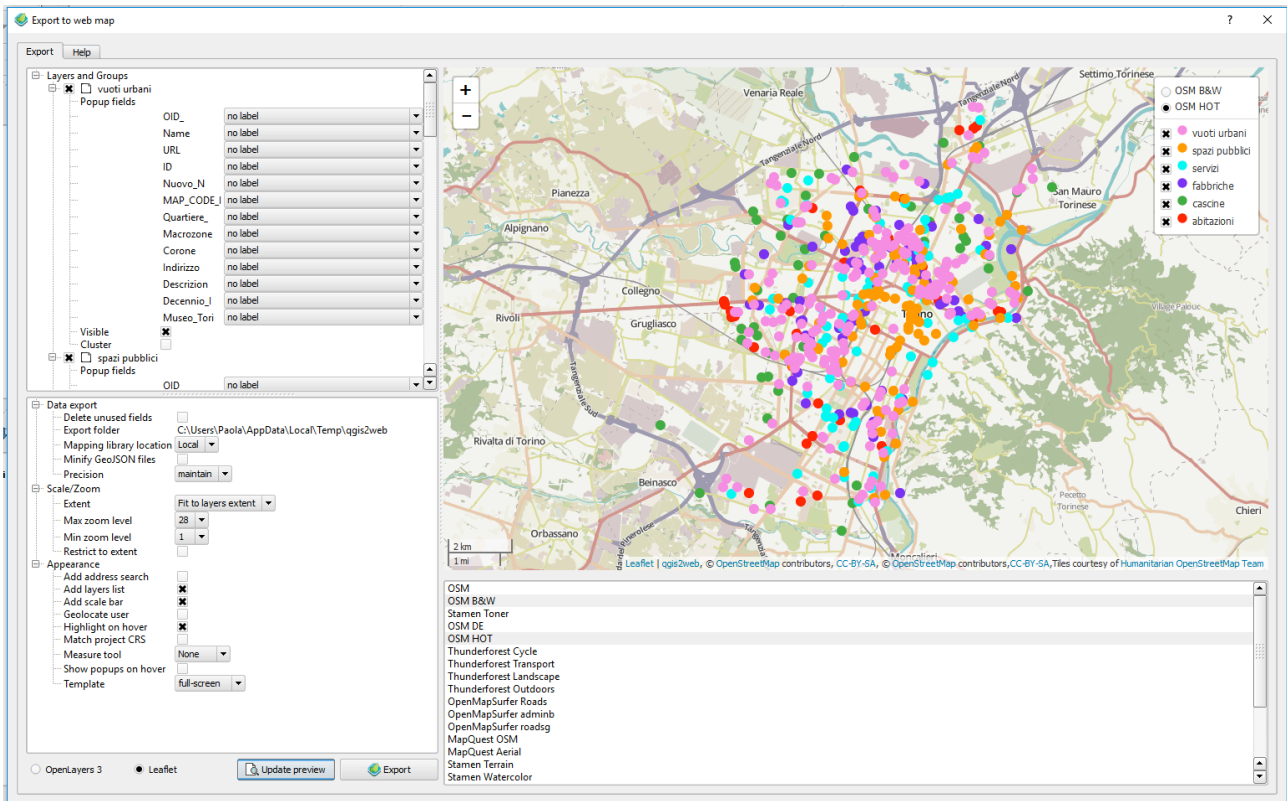 Export to web map
? X
Export Help
Layers and Groups
vuoti urbani
Popup fields
OID_ no label
Name no label
URL no label
ID no label
Nuovo_N no label
MAP_CODE_I no label
Quartiere_ no label
Macrozone no label
Corone no label
Indirizzo no label
Descrizion no label
Decennio_I no label
Museo_Tori no label
Visible
Cluster
spazi pubblici
Popup fields
OID no label
Data export
Delete unused fields
Export folder C:\Users\Paola\AppData\Local\Temp\qgis2web
Mapping library location Local
Minify GeoJSON files
Precision maintain
Scale/Zoom
Extent Fit to layers extent
Max zoom level 28
Min zoom level 1
Restrict to extent
Appearance
Add address search
Add layers list
Add scale bar
Geolocate user
Highlight on hover
Match project CRS
Measure tool None
Show popups on hover
Template full-screen
OpenLayers 3 Leaflet Update preview Export
+
−
Settimo Torinese
Venaria Reale
Tangenziale Nord
Tangenziale Nord
Pianezza
San Mauro
Torinese
Alpignano
Collegno
Rivoli
Grugliasco
Torino
Village Palouc
Tangenziale Sud
Rivalta di Torino
Beinasco
Pecetto
Torinese
Chieri
Orbassano
Moncalieri
OSM B&W
OSM HOT
vuoti urbani
spazi pubblici
servizi
fabbriche
cascine
abitazioni
2 km
1 mi
Leaflet | qgis2web, © OpenStreetMap contributors, CC-BY-SA, © OpenStreetMap contributors,CC-BY-SA,Tiles courtesy of Humanitarian OpenStreetMap Team
OSM
OSM B&W
Stamen Toner
OSM DE
OSM HOT
Thunderforest Cycle
Thunderforest Transport
Thunderforest Landscape
Thunderforest Outdoors
OpenMapSurfer Roads
OpenMapSurfer adminb
OpenMapSurfer roadsg
MapQuest OSM
MapQuest Aerial
Stamen Terrain
Stamen Watercolor